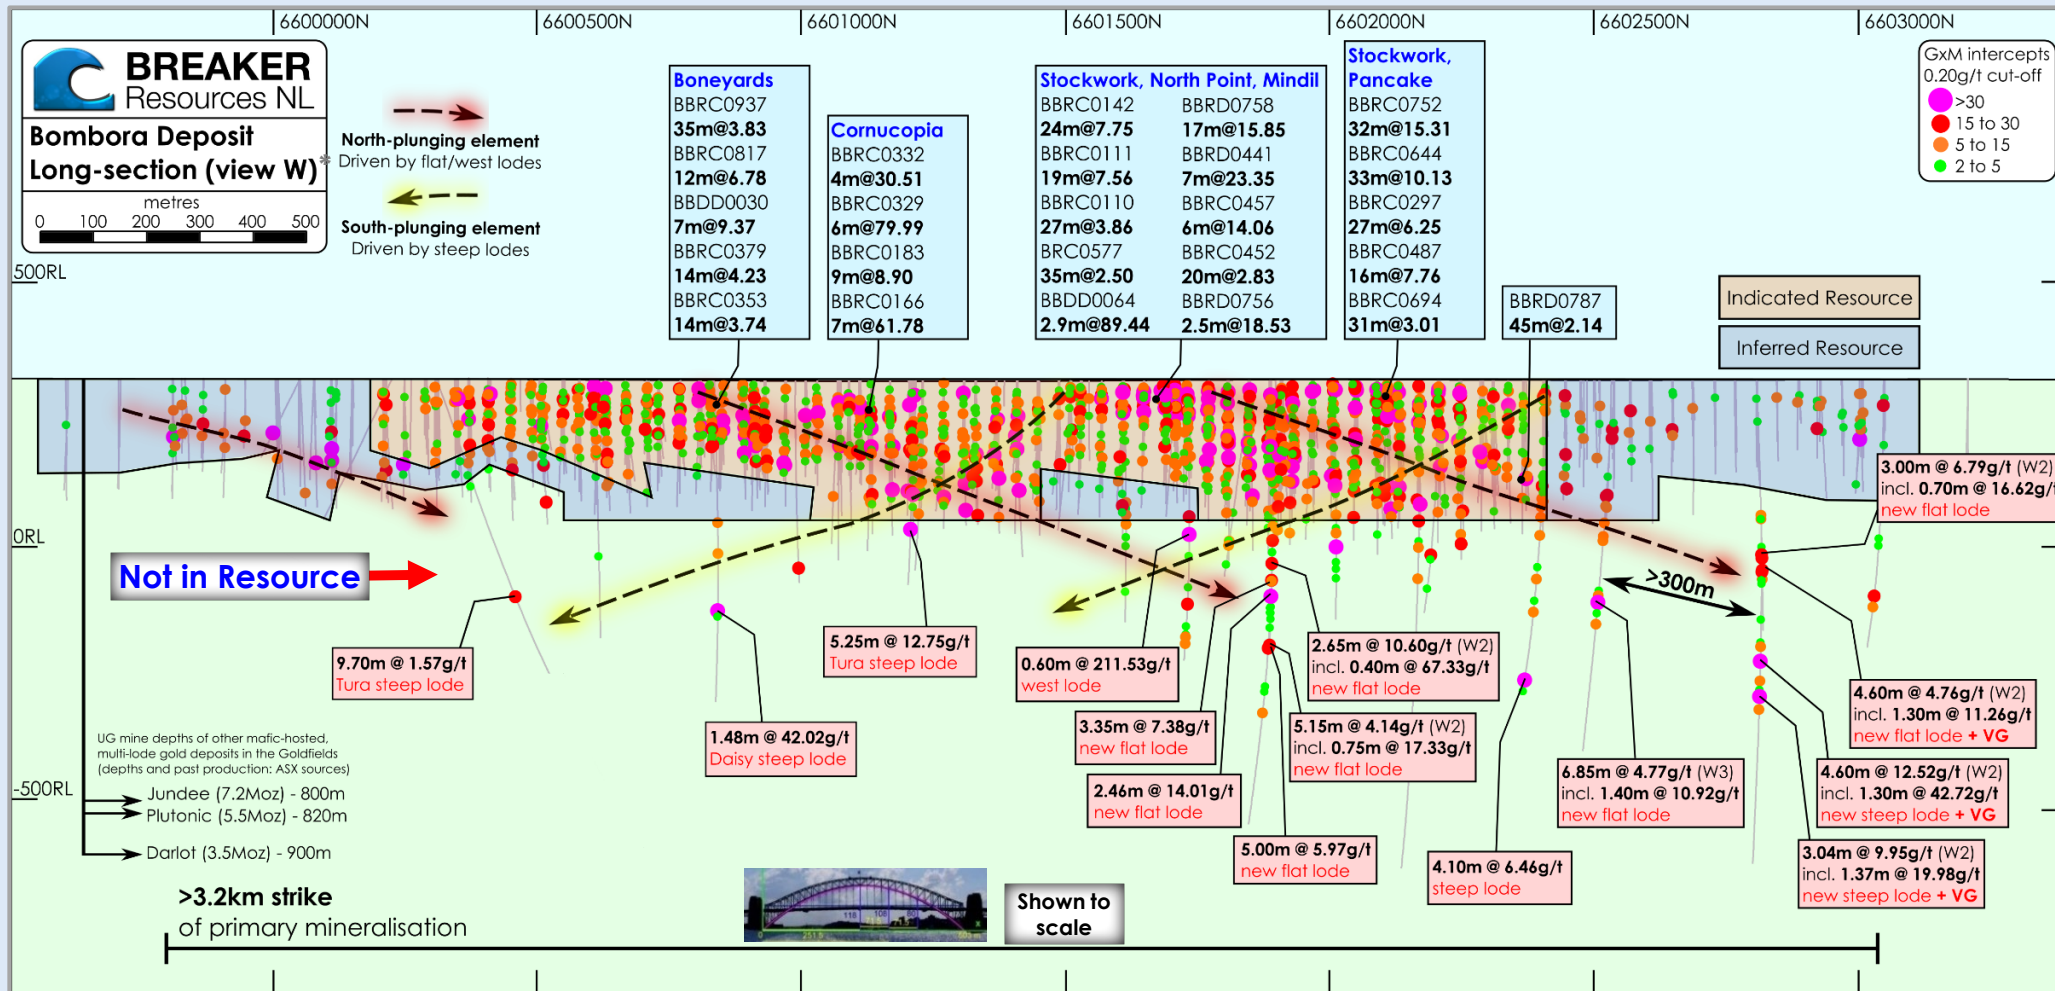 6600000N
6600500N
6601000N
6601500N
6602000N
6602500N
6603000N
BREAKER
Resources NL
Bombora Deposit
Long-section (view W)*
metres
0 100 200 300 400 500
North-plunging element
Driven by flat/west lodes
South-plunging element
Driven by steep lodes
Boneyards
BBRC0937
35m@3.83
BBRC0817
12m@6.78
BBDD0030
7m@9.37
BBRC0379
14m@4.23
BBRC0353
14m@3.74
Cornucopia
BBRC0332
4m@30.51
BBRC0329
6m@79.99
BBRC0183
9m@8.90
BBRC0166
7m@61.78
Stockwork, North Point, Mindil
BBRC0142 BBRD0758
24m@7.75 17m@15.85
BBRC0111 BBRD0441
19m@7.56 7m@23.35
BBRC0110 BBRC0457
27m@3.86 6m@14.06
BRC0577 BBRC0452
35m@2.50 20m@2.83
BBDD0064 BBRD0756
2.9m@89.44 2.5m@18.53
Stockwork,
Pancake
BBRC0752
32m@15.31
BBRC0644
33m@10.13
BBRC0297
27m@6.25
BBRC0487
16m@7.76
BBRC0694
31m@3.01
BBRD0787
45m@2.14
GxM intercepts
0.20g/t cut-off
>30
15 to 30
5 to 15
2 to 5
Indicated Resource
Inferred Resource
500RL
0RL
-500RL
Not in Resource
>300m
3.00m @ 6.79g/t (W2)
incl. 0.70m @ 16.62g/t
new flat lode
9.70m @ 1.57g/t
Tura steep lode
1.48m @ 42.02g/t
Daisy steep lode
5.25m @ 12.75g/t
Tura steep lode
0.60m @ 211.53g/t
west lode
3.35m @ 7.38g/t
new flat lode
2.46m @ 14.01g/t
new flat lode
2.65m @ 10.60g/t (W2)
incl. 0.40m @ 67.33g/t
new flat lode
5.15m @ 4.14g/t (W2)
incl. 0.75m @ 17.33g/t
new flat lode
5.00m @ 5.97g/t
new flat lode
4.10m @ 6.46g/t
steep lode
6.85m @ 4.77g/t (W3)
incl. 1.40m @ 10.92g/t
new flat lode
4.60m @ 4.76g/t (W2)
incl. 1.30m @ 11.26g/t
new flat lode + VG
4.60m @ 12.52g/t (W2)
incl. 1.30m @ 42.72g/t
new steep lode + VG
3.04m @ 9.95g/t (W2)
incl. 1.37m @ 19.98g/t
new steep lode + VG
UG mine depths of other mafic-hosted,
multi-lode gold deposits in the Goldfields
(depths and past production: ASX sources)
Jundee (7.2Moz) - 800m
Plutonic (5.5Moz) - 820m
Darlot (3.5Moz) - 900m
>3.2km strike
of primary mineralisation
Shown to
scale